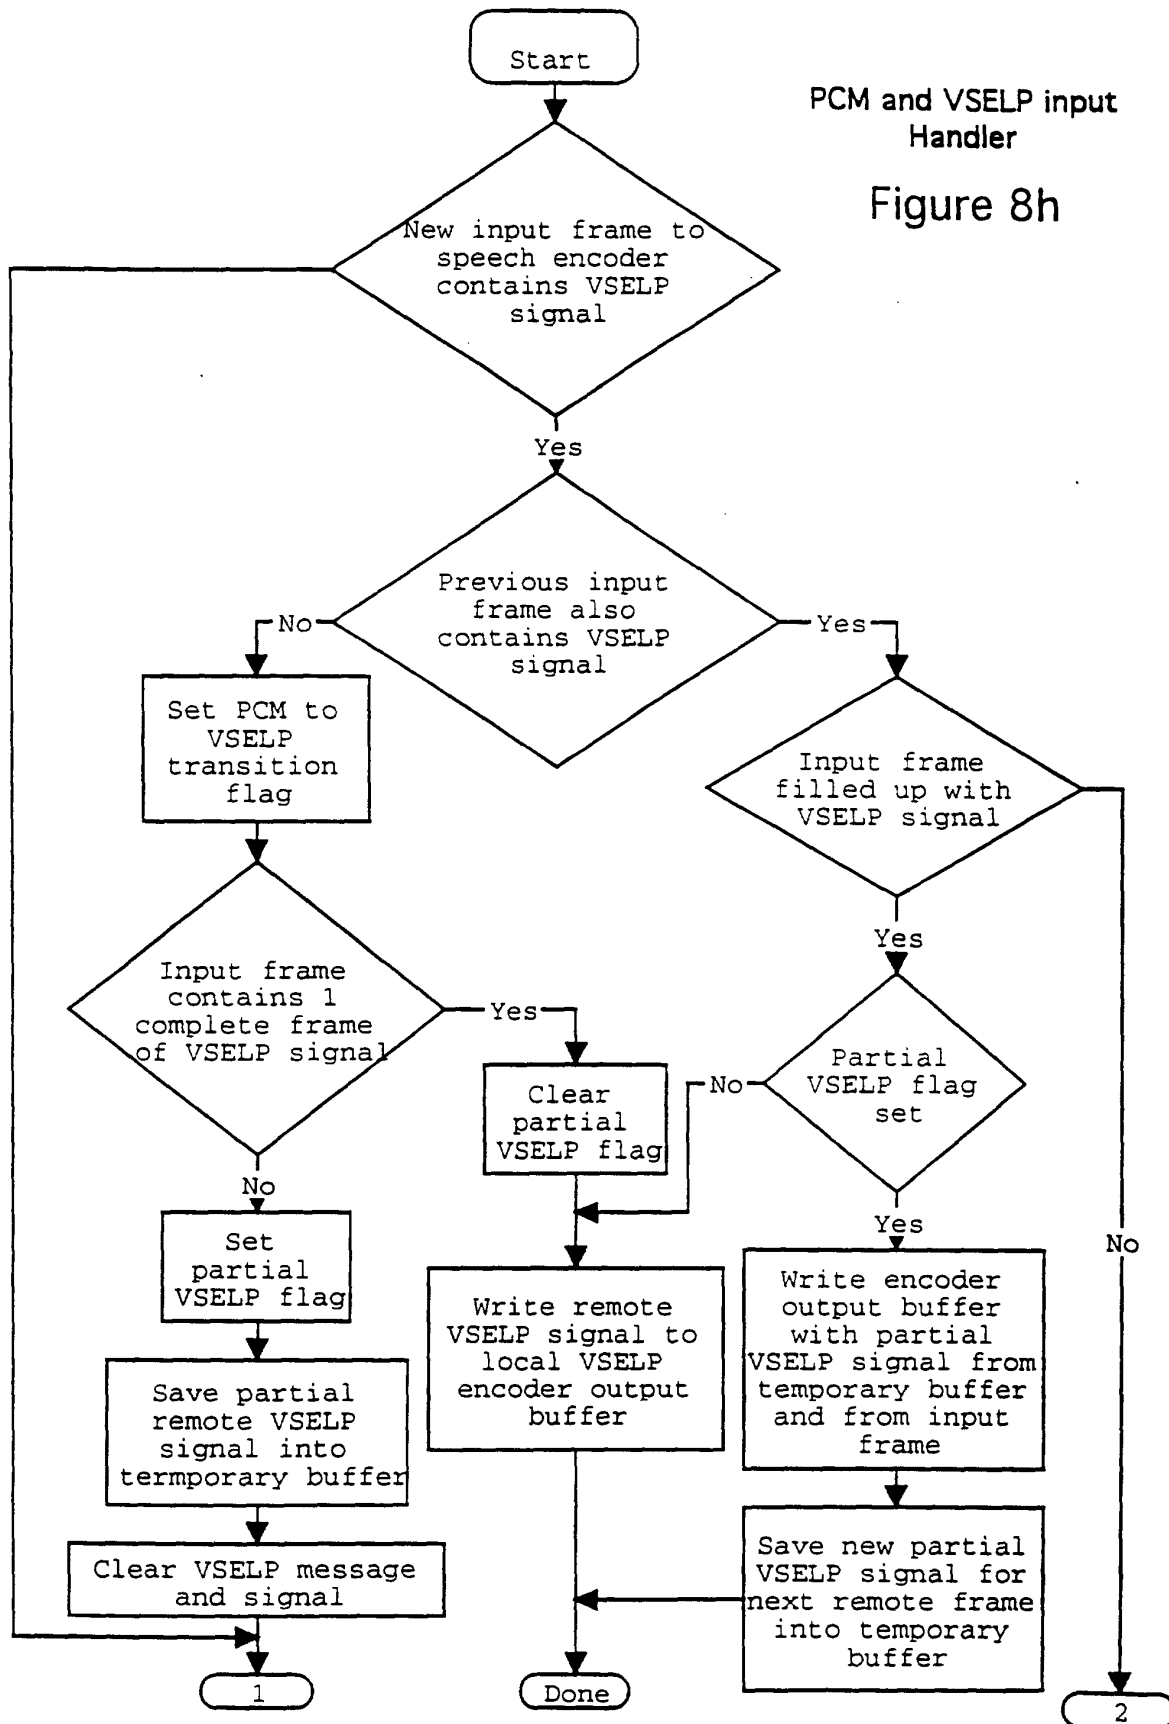 Start
PCM and VSELP input
Handler
Figure 8h
New input frame to
speech encoder
contains VSELP
signal
Yes
Previous input
frame also
contains VSELP
signal
No
Yes
Set PCM to
VSELP
transition
flag
Input frame
filled up with
VSELP signal
Yes
No
Input frame
contains 1
complete frame
of VSELP signal
Yes
No
Partial
VSELP flag
set
No
Yes
Clear
partial
VSELP flag
Set
partial
VSELP flag
Write remote
VSELP signal to
local VSELP
encoder output
buffer
Write encoder
output buffer
with partial
VSELP signal from
temporary buffer
and from input
frame
Save partial
remote VSELP
signal into
termporary buffer
Clear VSELP message
and signal
Save new partial
VSELP signal for
next remote frame
into temporary
buffer
1
Done
2